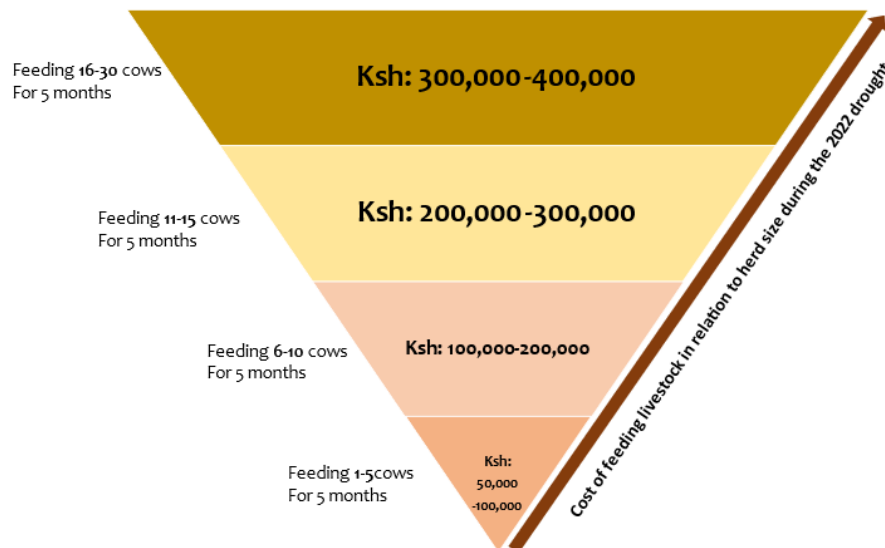 Feeding 16-30 cows
For 5 months
Ksh: 300,000-400,000
Feeding 11-15 cows
For 5 months
Ksh: 200,000-300,000
Feeding 6-10 cows
For 5 months
Ksh: 100,000-200,000
Feeding 1-5cows
For 5 months
Ksh:
50,000
-100,000
Cost of feeding livestock in relation to herd size during the 2022 drought